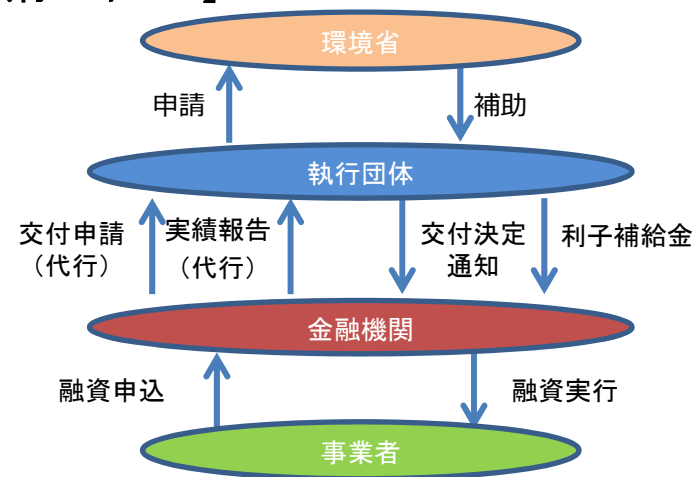 環境省
申請
補助
執行団体
交付申請
（代行）
実績報告
（代行）
交付決定
通知
利子補給金
金融機関
融資申込
融資実行
事業者